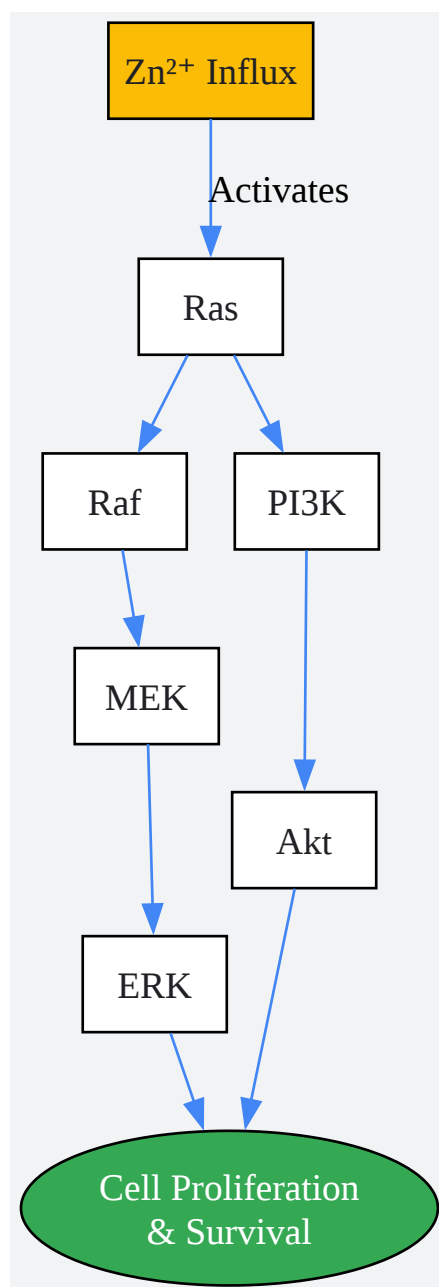 Zn²⁺ Influx
Activates
Ras
Raf
PI3K
MEK
Akt
ERK
Cell Proliferation
& Survival